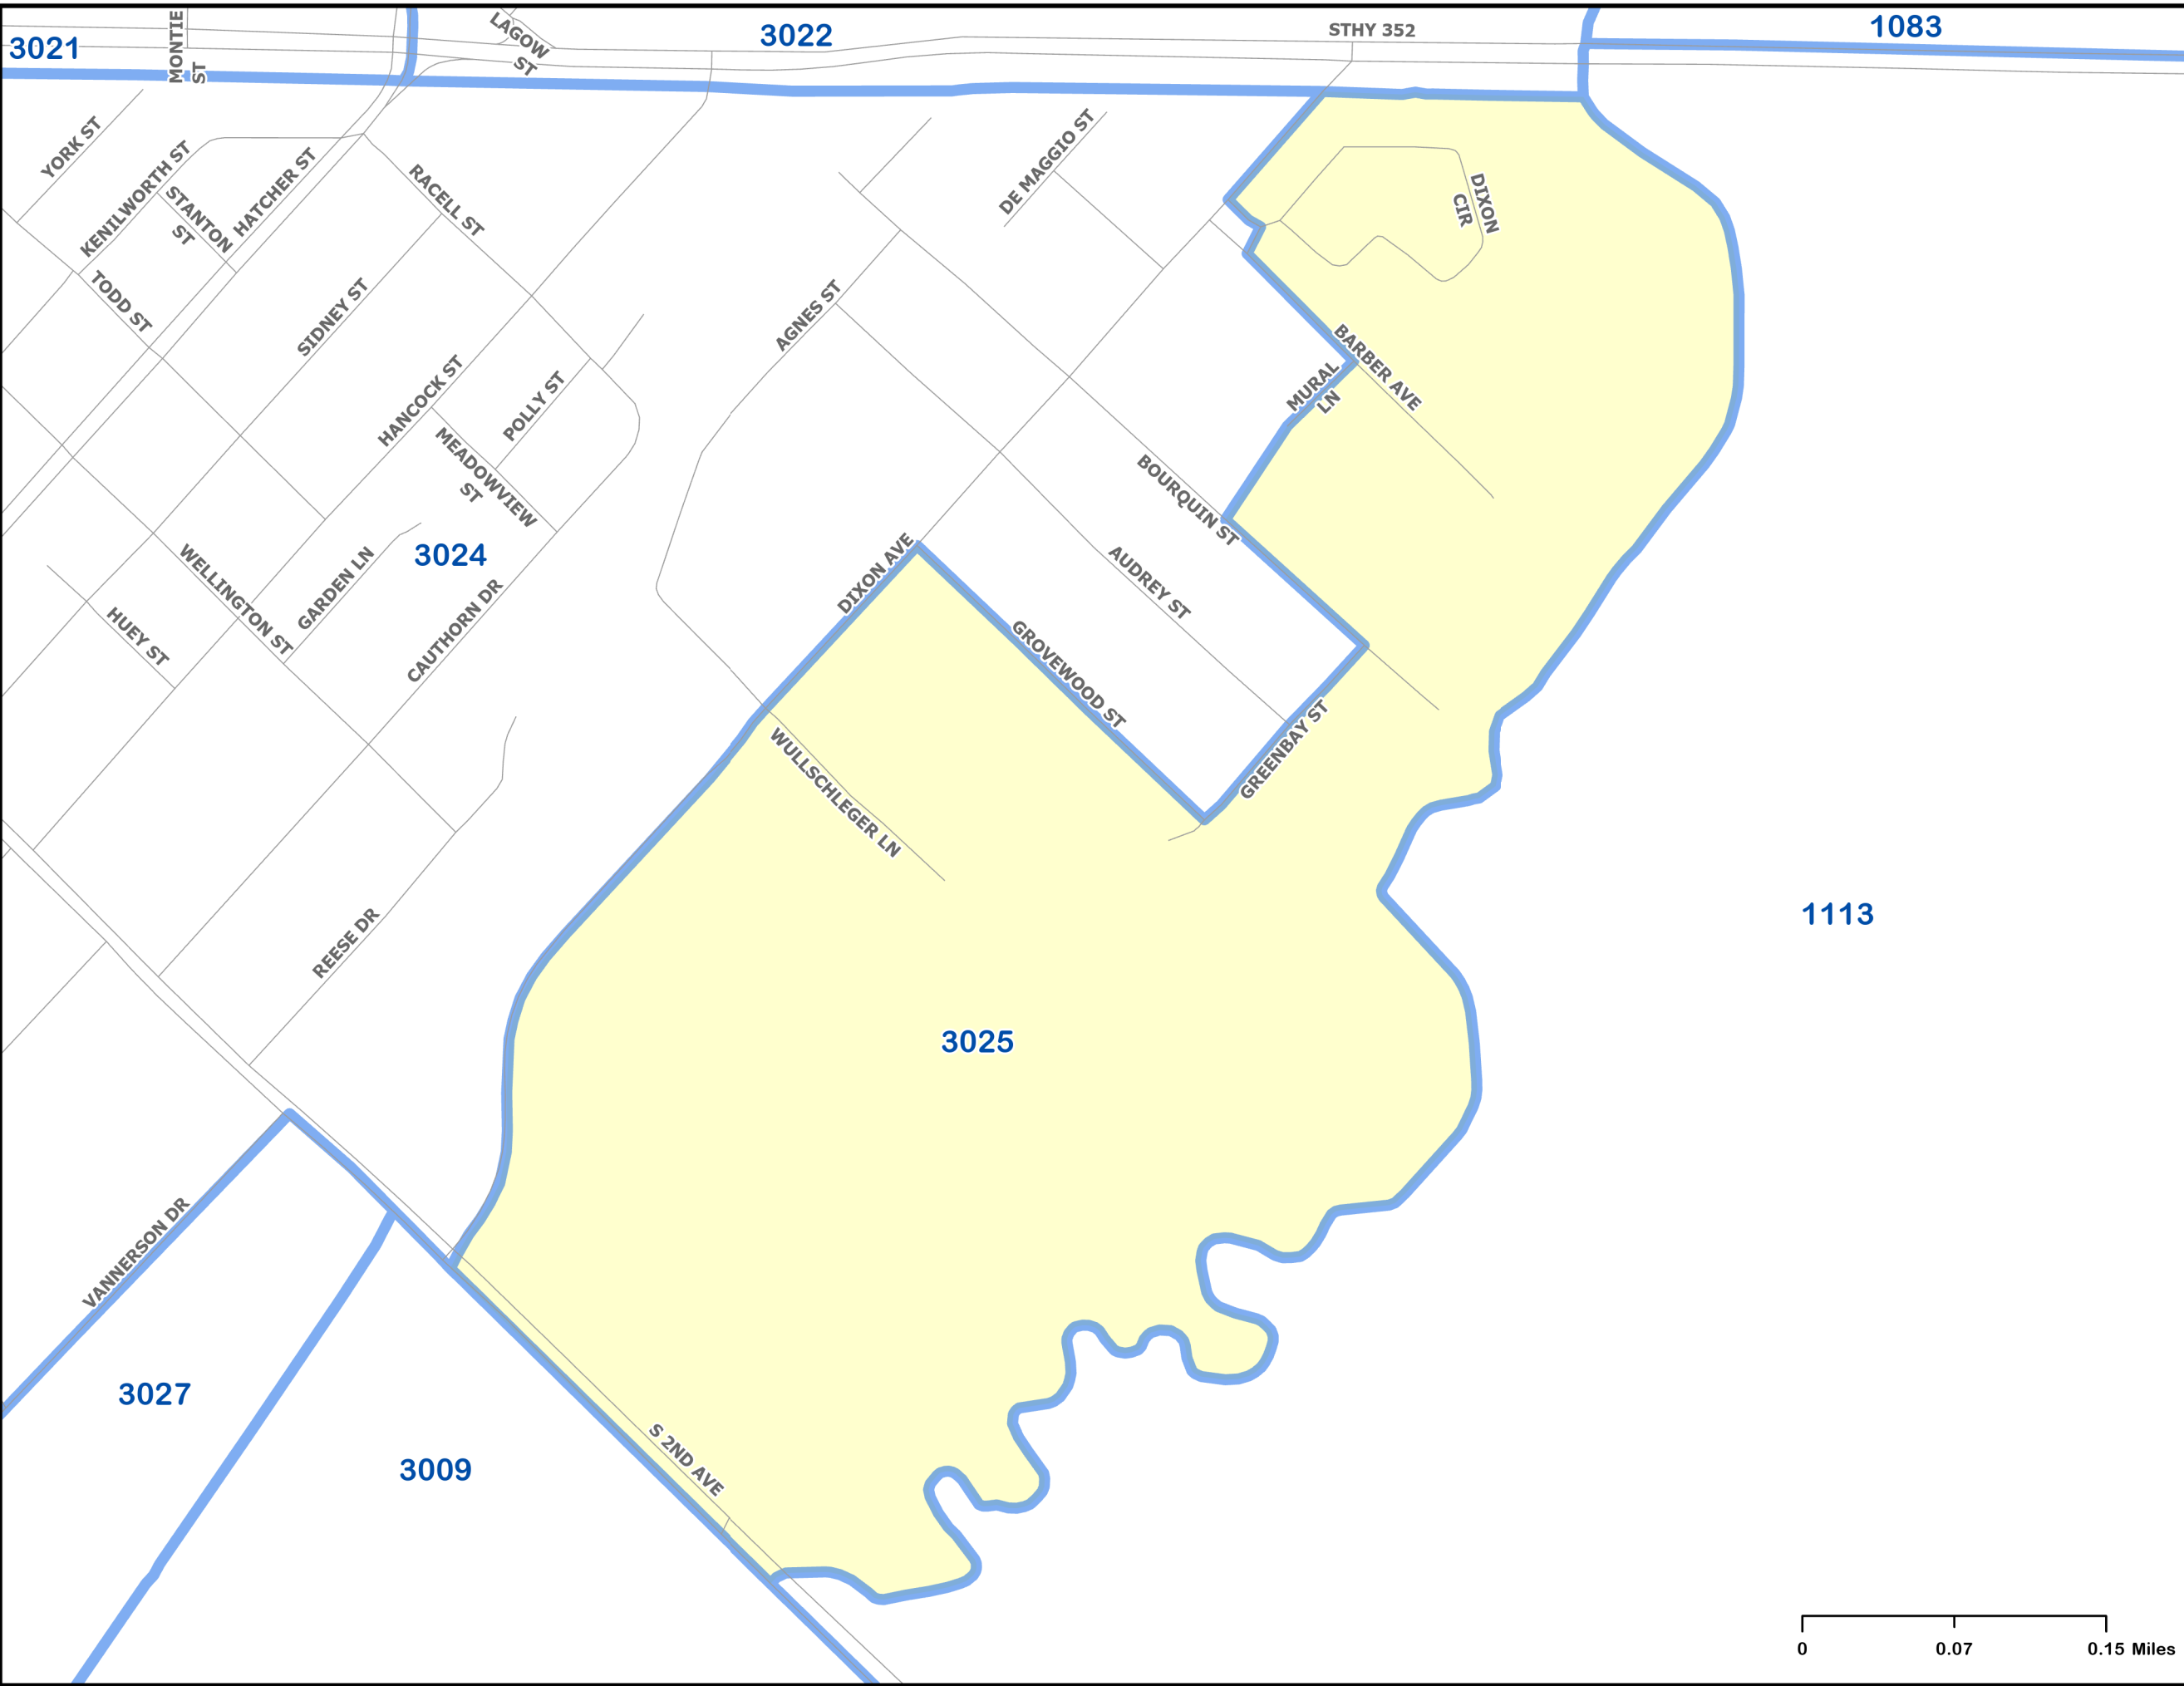 3021
MONTIE
ST
LAGOW
ST
3022
STHY 352
1083
YORK ST
KENILWORTH ST
STANTON
ST
HATCHER ST
RACELL ST
DE MAGGIO ST
DIXON
CIR
TODD ST
SIDNEY ST
AGNES ST
HANCOCK ST
POLLY ST
MURAL
LN
BARBER AVE
MEADOWVIEW
ST
BOURQUIN ST
3024
WELLINGTON ST
GARDEN LN
CAUTHORN DR
DIXON AVE
AUDREY ST
HUEY ST
GROVEWOOD ST
GREENBAY ST
WULLSCHLEGER LN
REESE DR
1113
3025
VANNERSON DR
3027
3009
S 2ND AVE
0
0.07
0.15 Miles